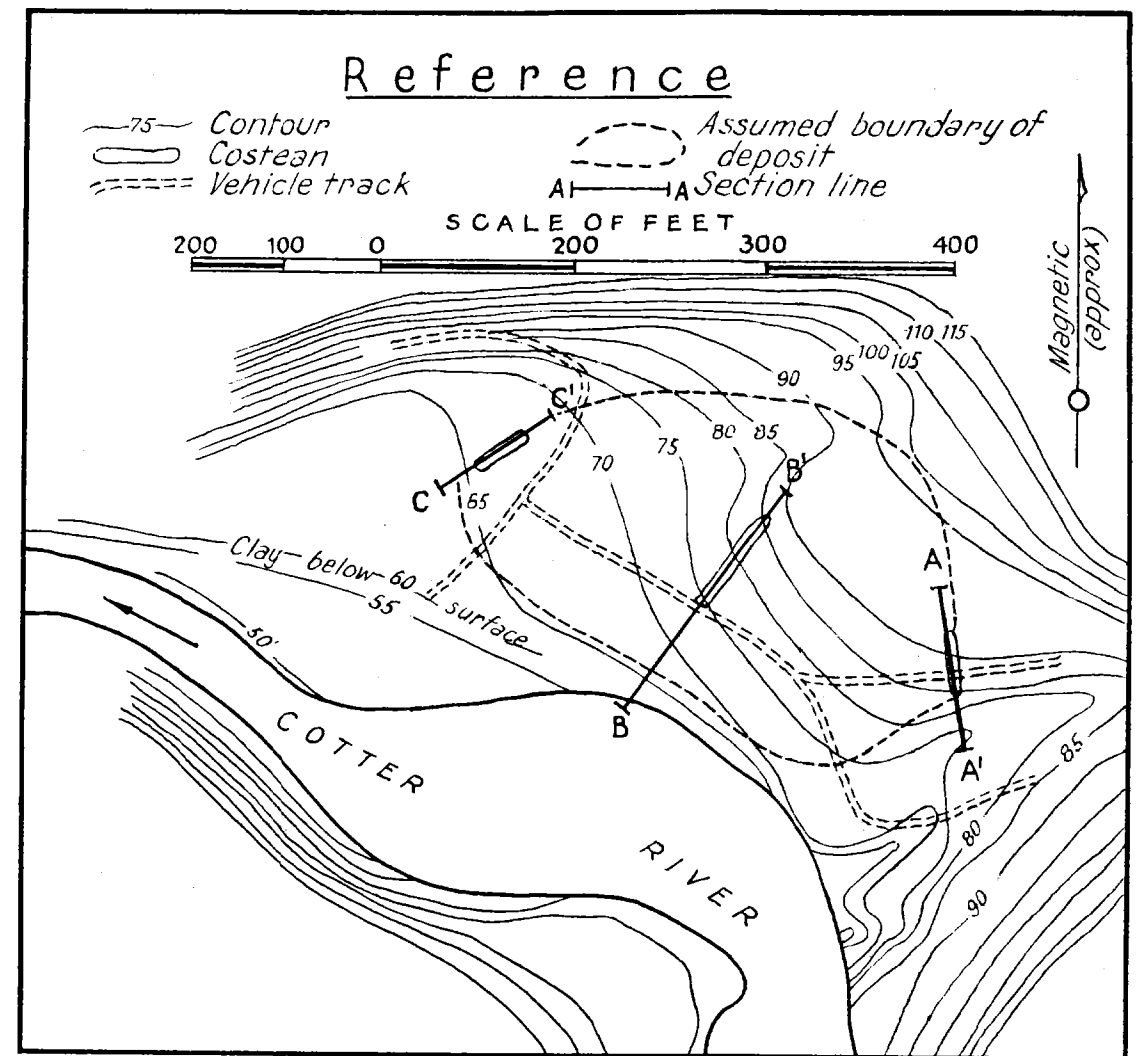 Reference
75 Contour
Costean
Vehicle track
Assumed boundary of
deposit
A A Section line
SCALE OF FEET
200 100 0 200 300 400
Magnetic
(approx)
110 115
95 100 105
90
C'
80 85
75
70
B'
C
65
A
Clay below 60 surface
55
50'
B
A'
85
COTTER
RIVER
80
90